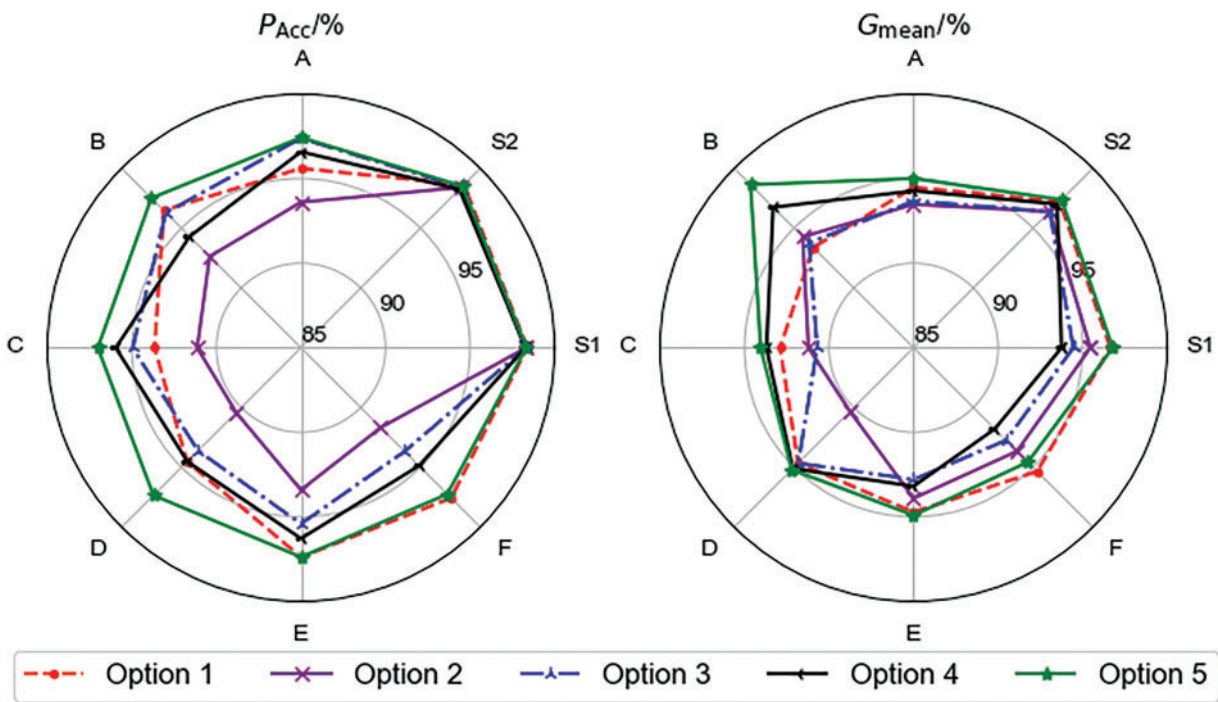 P_Acc/%
A
B
S2
C
95
90
85
S1
D
F
E
G_mean/%
A
B
S2
C
95
90
85
S1
D
F
E
Option 1 Option 2 Option 3 Option 4 Option 5